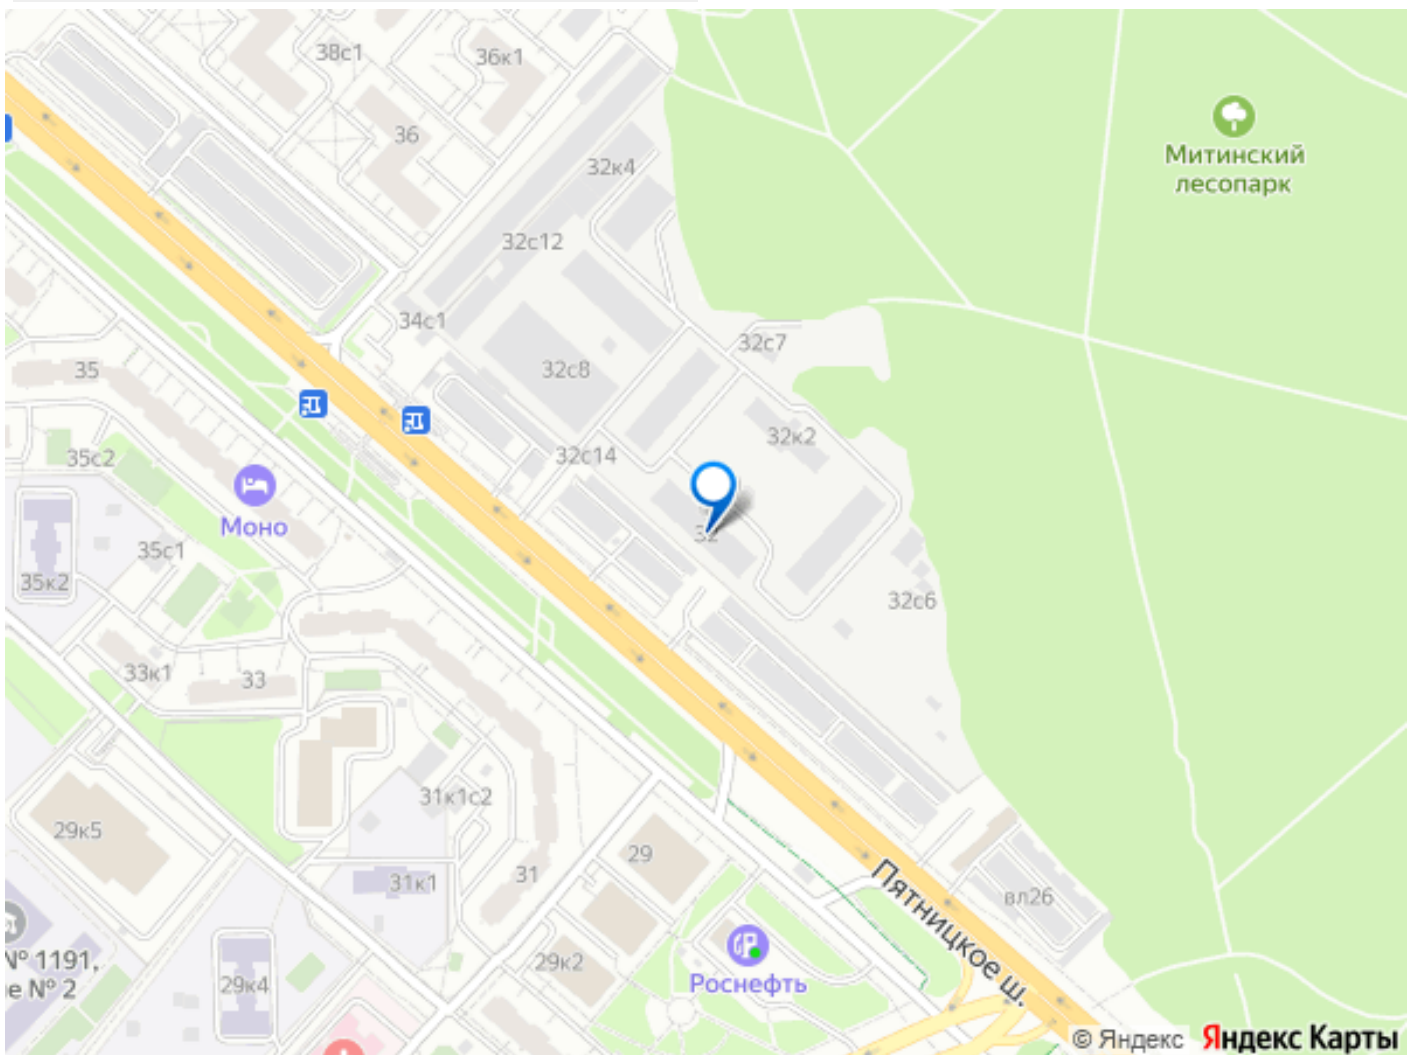 38с1
36к1
36
Митинский
лесопарк
32к4
32с12
34с1
32с7
32с8
35
32к2
35с2
32с14
Моно
32
35с1
35к2
32с6
33к1
33
31к1с2
29к5
29
31к1
31
вл26
Пятницкое ш.
№ 1191,
е № 2
29к4
29к2
Роснефть
© Яндекс Яндекс Карты